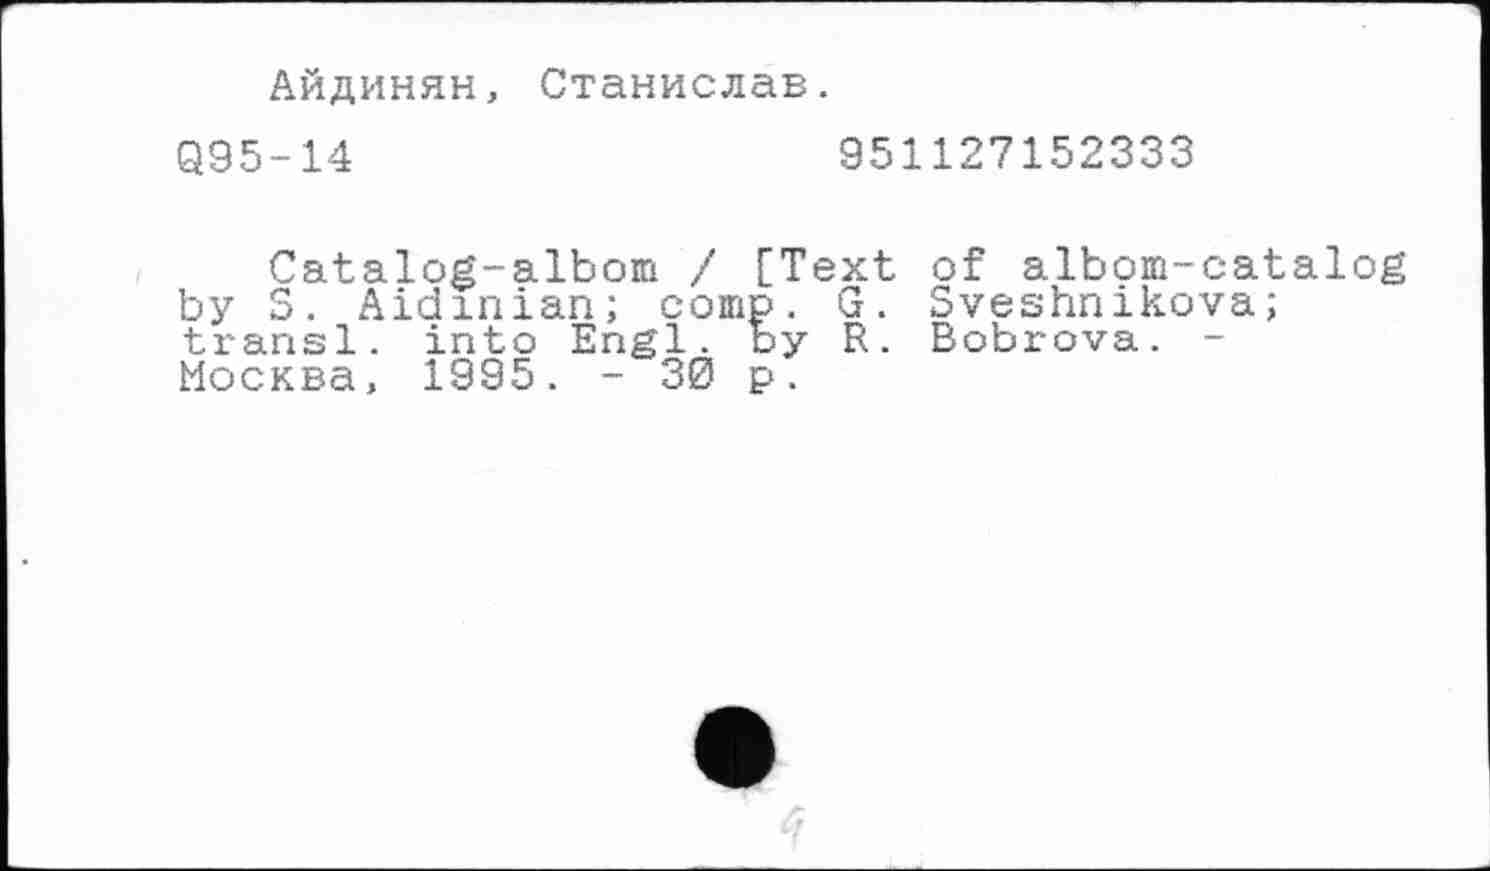 Айдинян, Станислав.
Q95-14 951127152333
Catalog-albom / [Text of albom-catalog
by S. Aidinian; comp. G. Sveshnikova;
transl. into Engl. by R. Bobrova. -
Москва, 1995. - 30 p.